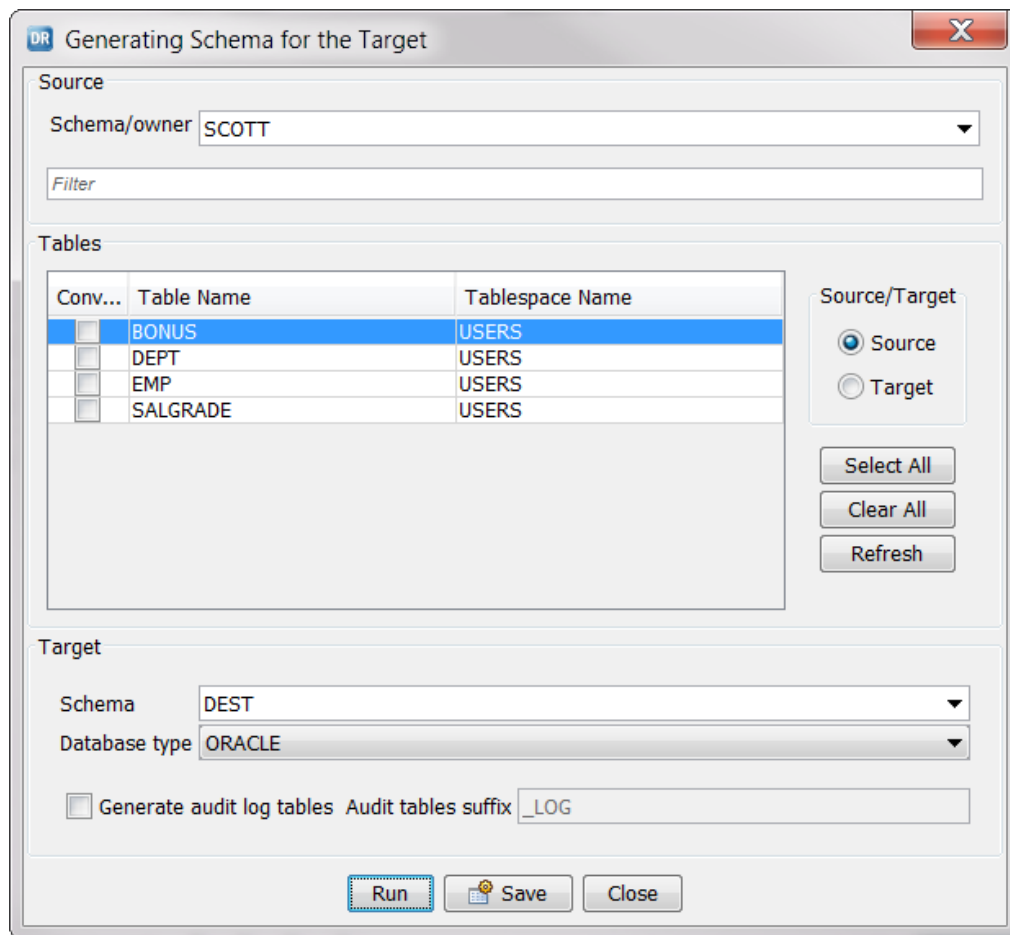 DR Generating Schema for the Target
Source
Schema/owner SCOTT
Filter
Tables
Conv... Table Name Tablespace Name
BONUS USERS
DEPT USERS
EMP USERS
SALGRADE USERS
Source/Target
Source
Target
Select All
Clear All
Refresh
Target
Schema DEST
Database type ORACLE
Generate audit log tables Audit tables suffix _LOG
Run Save Close